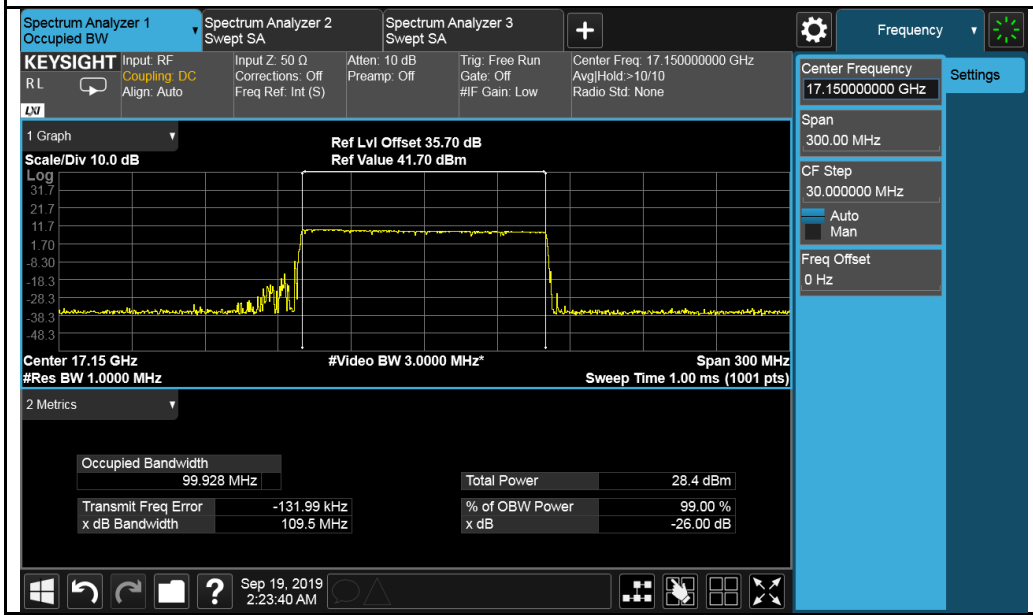 Spectrum Analyzer 1
Occupied BW
Spectrum Analyzer 2
Swept SA
Spectrum Analyzer 3
Swept SA
Frequency
KEYSIGHT
R L
LXI
Input: RF
Coupling: DC
Align: Auto
Input Z: 50 Ω
Corrections: Off
Freq Ref: Int (S)
Atten: 10 dB
Preamp: Off
Trig: Free Run
Gate: Off
#IF Gain: Low
Center Freq: 17.150000000 GHz
Avg|Hold:>10/10
Radio Std: None
Center Frequency
17.150000000 GHz
Settings
Span
300.00 MHz
CF Step
30.000000 MHz
Auto
Man
Freq Offset
0 Hz
1 Graph
Scale/Div 10.0 dB
Ref Lvl Offset 35.70 dB
Ref Value 41.70 dBm
Log
31.7
21.7
11.7
1.70
-8.30
-18.3
-28.3
-38.3
-48.3
Center 17.15 GHz
#Video BW 3.0000 MHz*
Span 300 MHz
#Res BW 1.0000 MHz
Sweep Time 1.00 ms (1001 pts)
2 Metrics
Occupied Bandwidth
99.928 MHz
Total Power 28.4 dBm
Transmit Freq Error -131.99 kHz
% of OBW Power 99.00 %
x dB Bandwidth 109.5 MHz
x dB -26.00 dB
?
Sep 19, 2019
2:23:40 AM